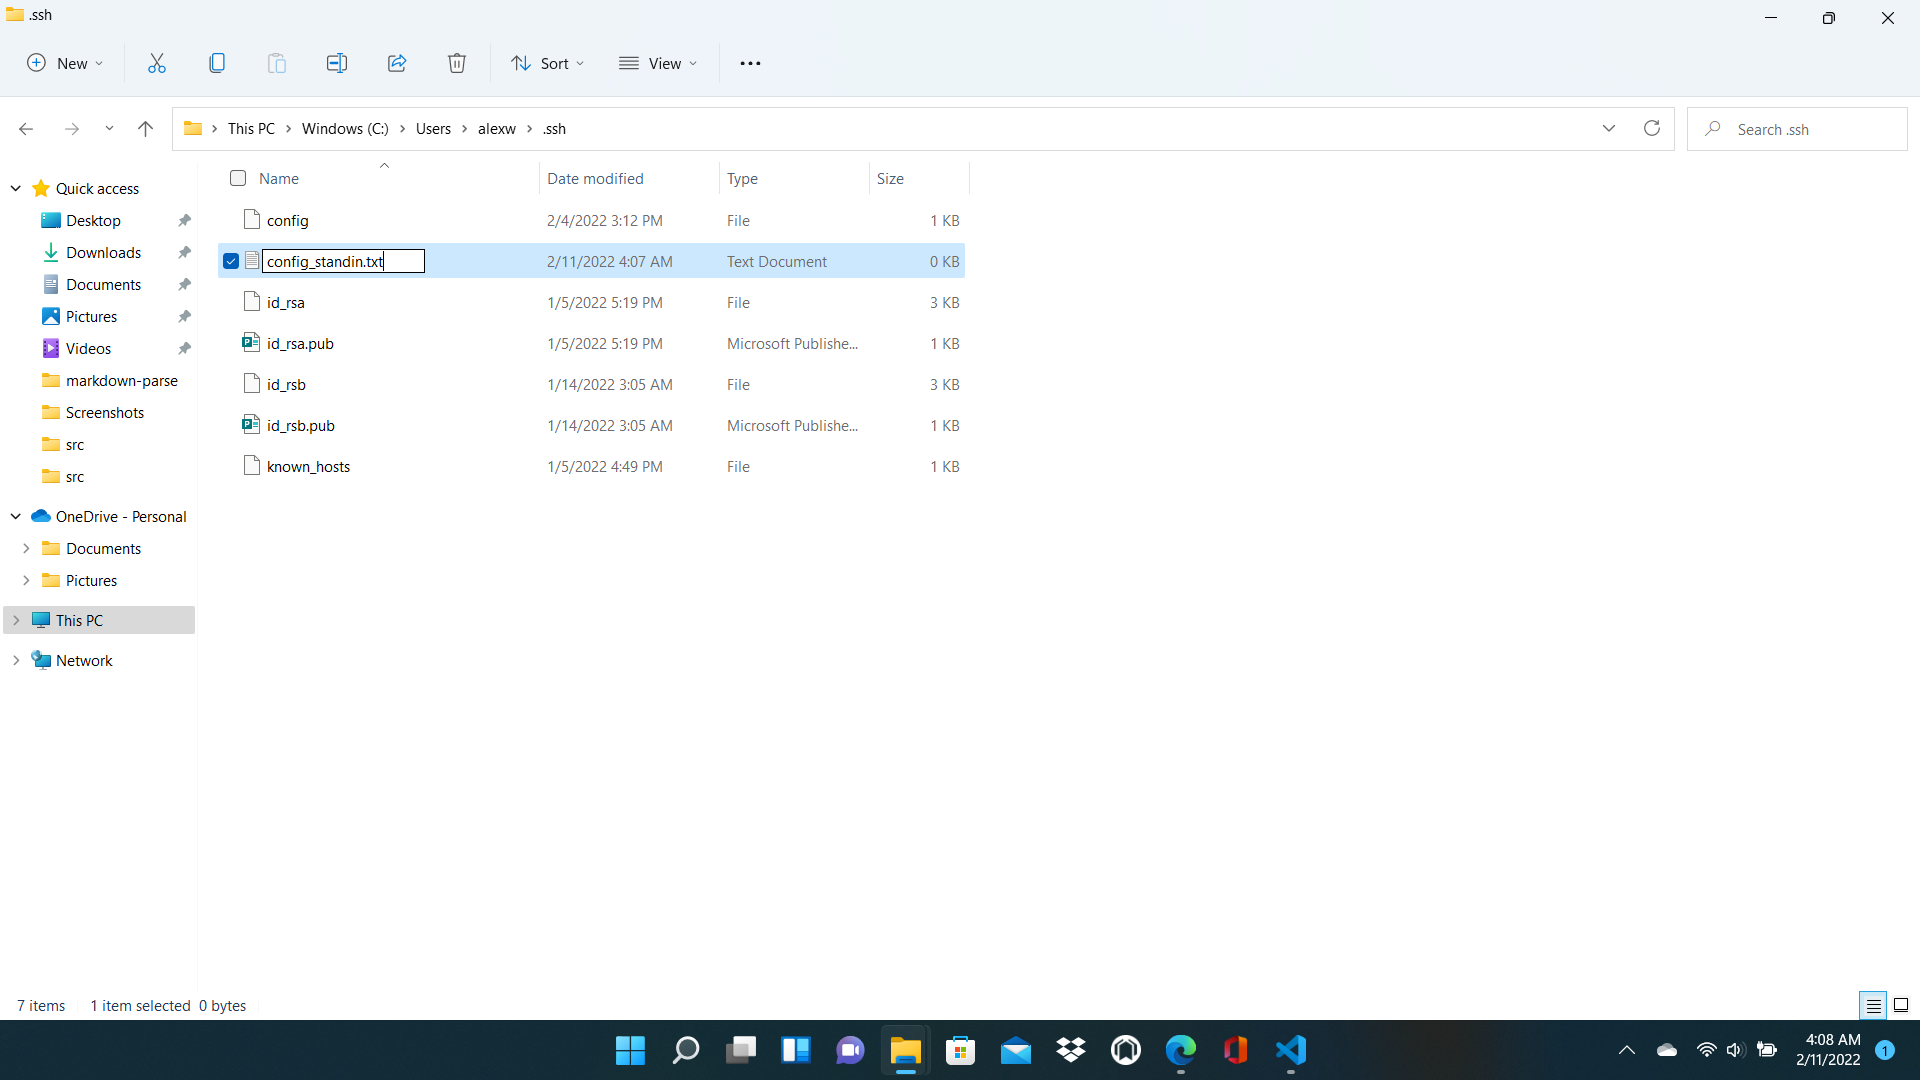 .ssh
New
Sort
View
This PC > Windows (C:) > Users > alexw > .ssh
Search .ssh
Name Date modified Type Size
config 2/4/2022 3:12 PM File 1 KB
config_standin.txt 2/11/2022 4:07 AM Text Document 0 KB
id_rsa 1/5/2022 5:19 PM File 3 KB
id_rsa.pub 1/5/2022 5:19 PM Microsoft Publishe... 1 KB
id_rsb 1/14/2022 3:05 AM File 3 KB
id_rsb.pub 1/14/2022 3:05 AM Microsoft Publishe... 1 KB
known_hosts 1/5/2022 4:49 PM File 1 KB
Quick access
Desktop
Downloads
Documents
Pictures
Videos
markdown-parse
Screenshots
src
src
OneDrive - Personal
Documents
Pictures
This PC
Network
7 items 1 item selected 0 bytes
4:08 AM
2/11/2022
1